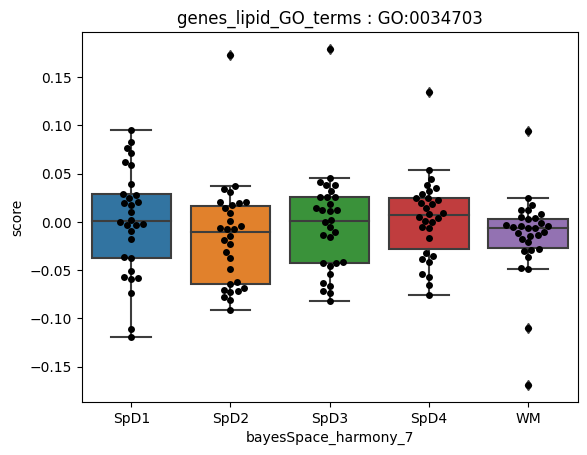 genes_lipid_GO_terms : GO:0034703
score
0.15
0.10
0.05
0.00
−0.05
−0.10
−0.15
SpD1 SpD2 SpD3 SpD4 WM
bayesSpace_harmony_7